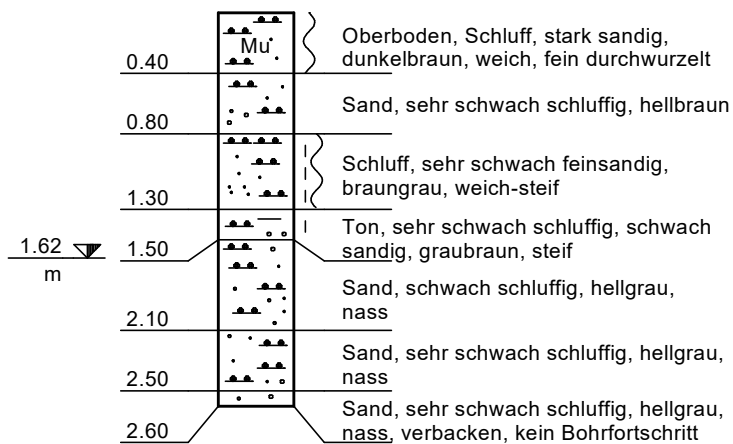 Mu
Oberboden, Schluff, stark sandig,
dunkelbraun, weich, fein durchwurzelt
0.40
Sand, sehr schwach schluffig, hellbraun
0.80
Schluff, sehr schwach feinsandig,
braungrau, weich-steif
1.30
Ton, sehr schwach schluffig, schwach
sandig, graubraun, steif
1.62
m
1.50
Sand, schwach schluffig, hellgrau,
nass
2.10
Sand, sehr schwach schluffig, hellgrau,
nass
2.50
Sand, sehr schwach schluffig, hellgrau,
nass, verbacken, kein Bohrfortschritt
2.60